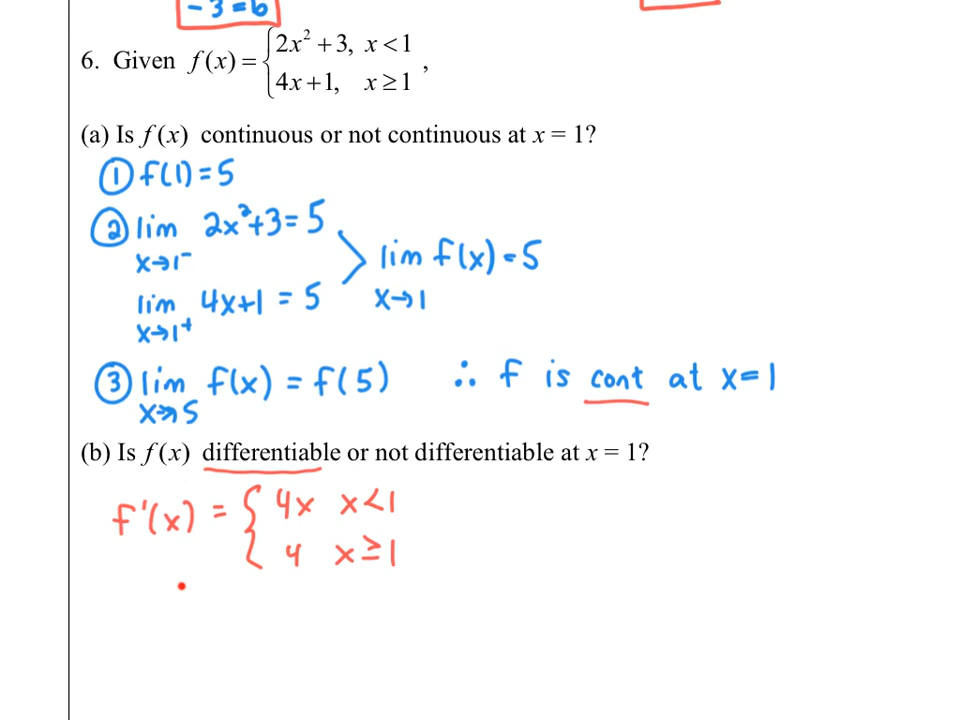 - 3 = 6
6. Given f(x) = { 2x² + 3, x < 1
4x + 1, x ≥ 1 ,
(a) Is f(x) continuous or not continuous at x = 1?
① f(1) = 5
② lim x→1⁻ 2x² + 3 = 5
lim x→1⁺ 4x + 1 = 5 > lim x→1 f(x) = 5
③ lim x→5 f(x) = f(5) ∴ f is cont at x = 1
(b) Is f(x) differentiable or not differentiable at x = 1?
f'(x) = { 4x x < 1
4 x ≥ 1